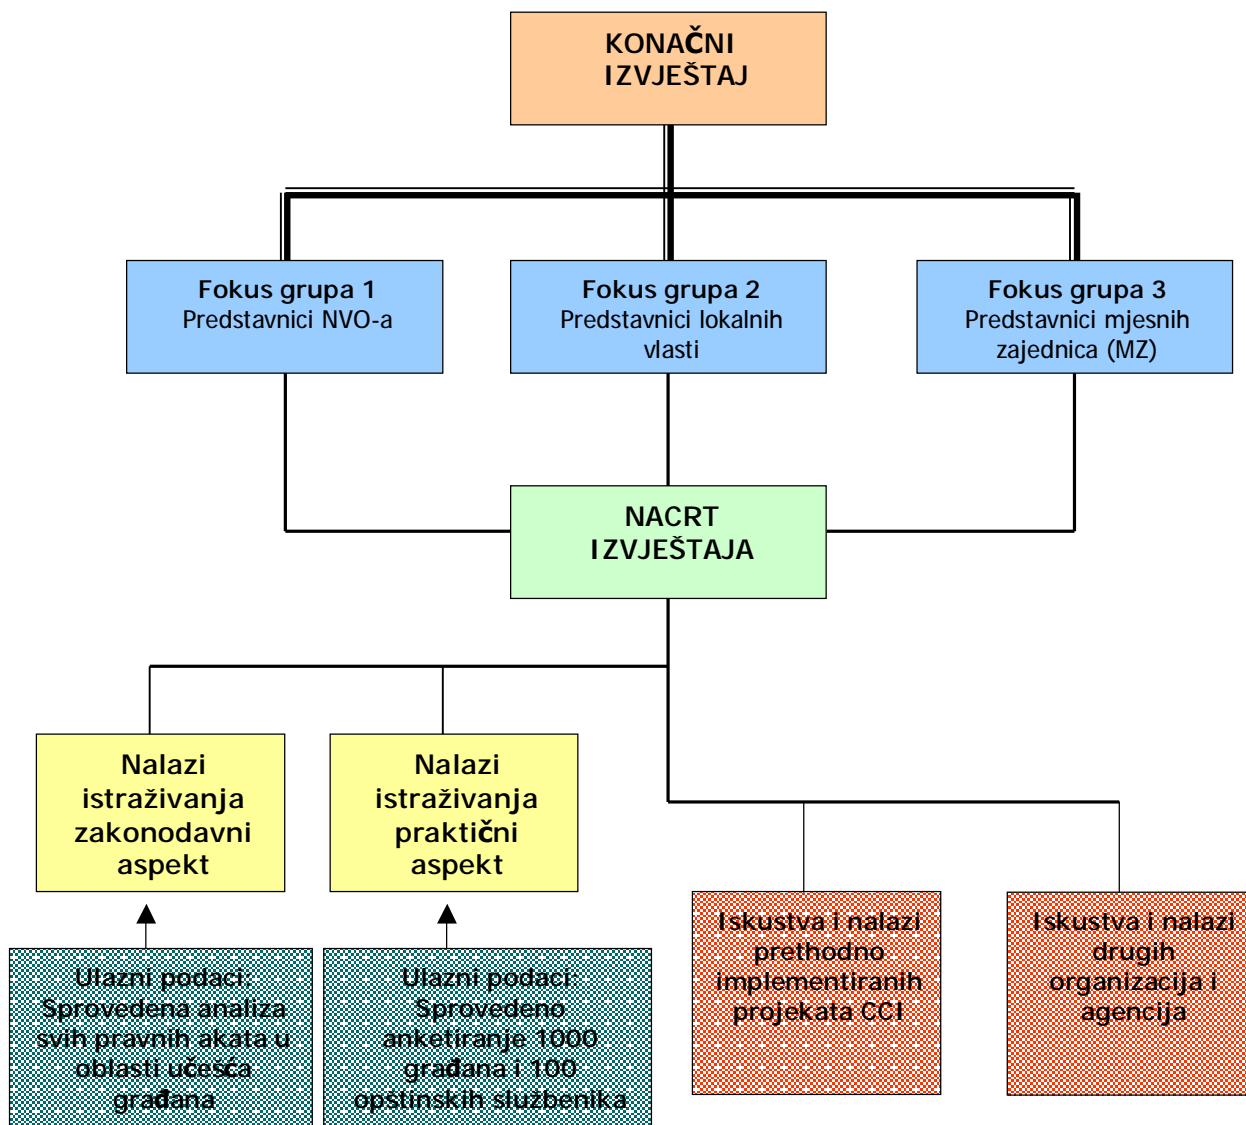 KONAČNI
IZVJEŠTAJ
Fokus grupa 1
Predstavnici NVO-a
Fokus grupa 2
Predstavnici lokalnih
vlasti
Fokus grupa 3
Predstavnici mjesnih
zajednica (MZ)
NACRT
IZVJEŠTAJA
Nalazi
istraživanja
zakonodavni
aspekt
Nalazi
istraživanja
praktični
aspekt
Iskustva i nalazi
prethodno
implementiranih
projekata CCI
Iskustva i nalazi
drugih
organizacija i
agencija
Ulazni podaci:
Sprovedena analiza
svih pravnih akata u
oblasti učešća
građana
Ulazni podaci:
Sprovedeno
anketiranje 1000
građana i 100
opštinskih službenika